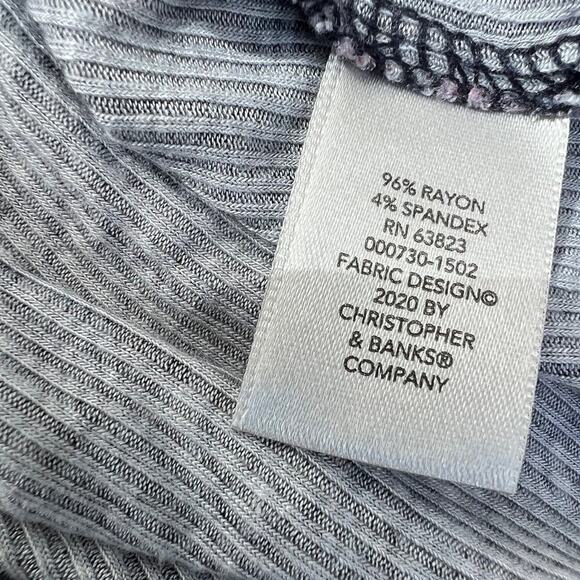 96% RAYON
4% SPANDEX
RN 63823
000730-1502
FABRIC DESIGN©
2020 BY
CHRISTOPHER
& BANKS®
COMPANY